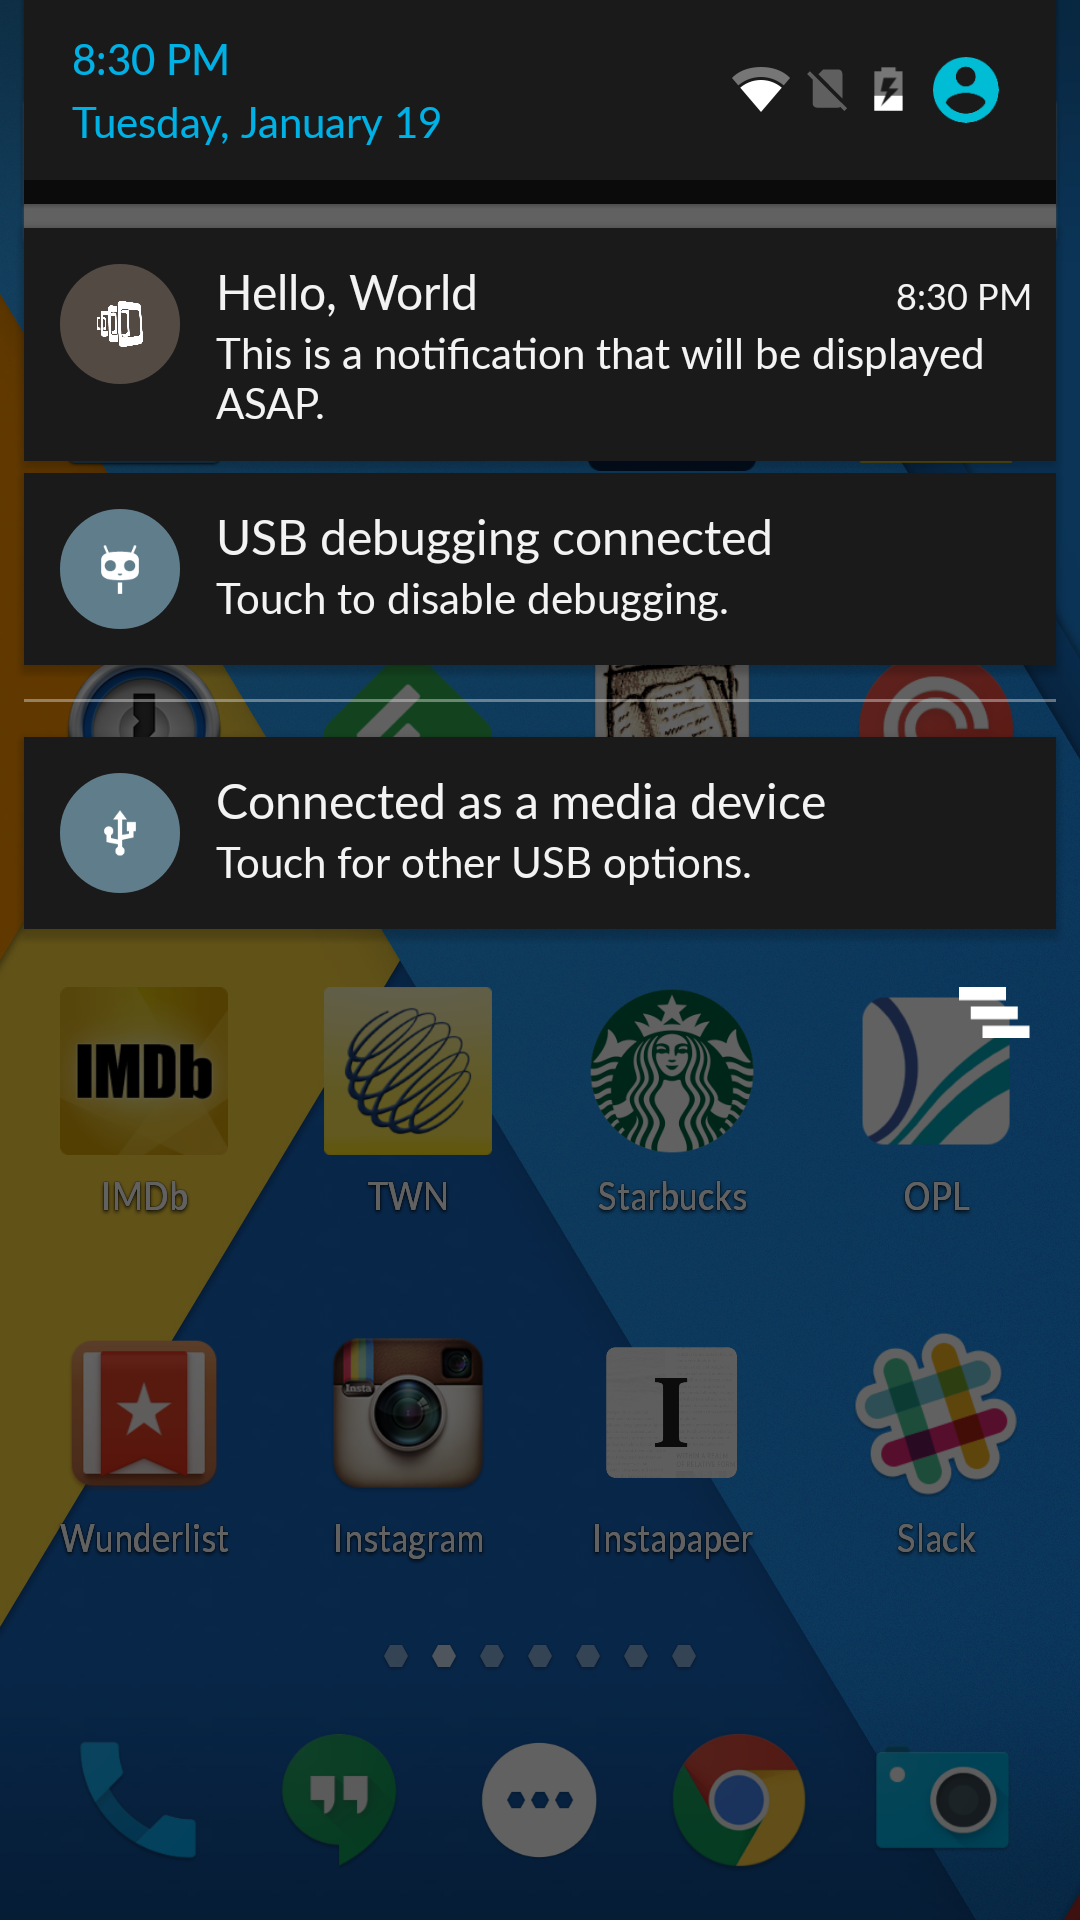 8:30 PM
Tuesday, January 19
Hello, World 8:30 PM
This is a notification that will be displayed
ASAP.
USB debugging connected
Touch to disable debugging.
Connected as a media device
Touch for other USB options.
IMDb
IMDb TWN Starbucks OPL
Insta
I
Wunderlist Instagram Instapaper Slack